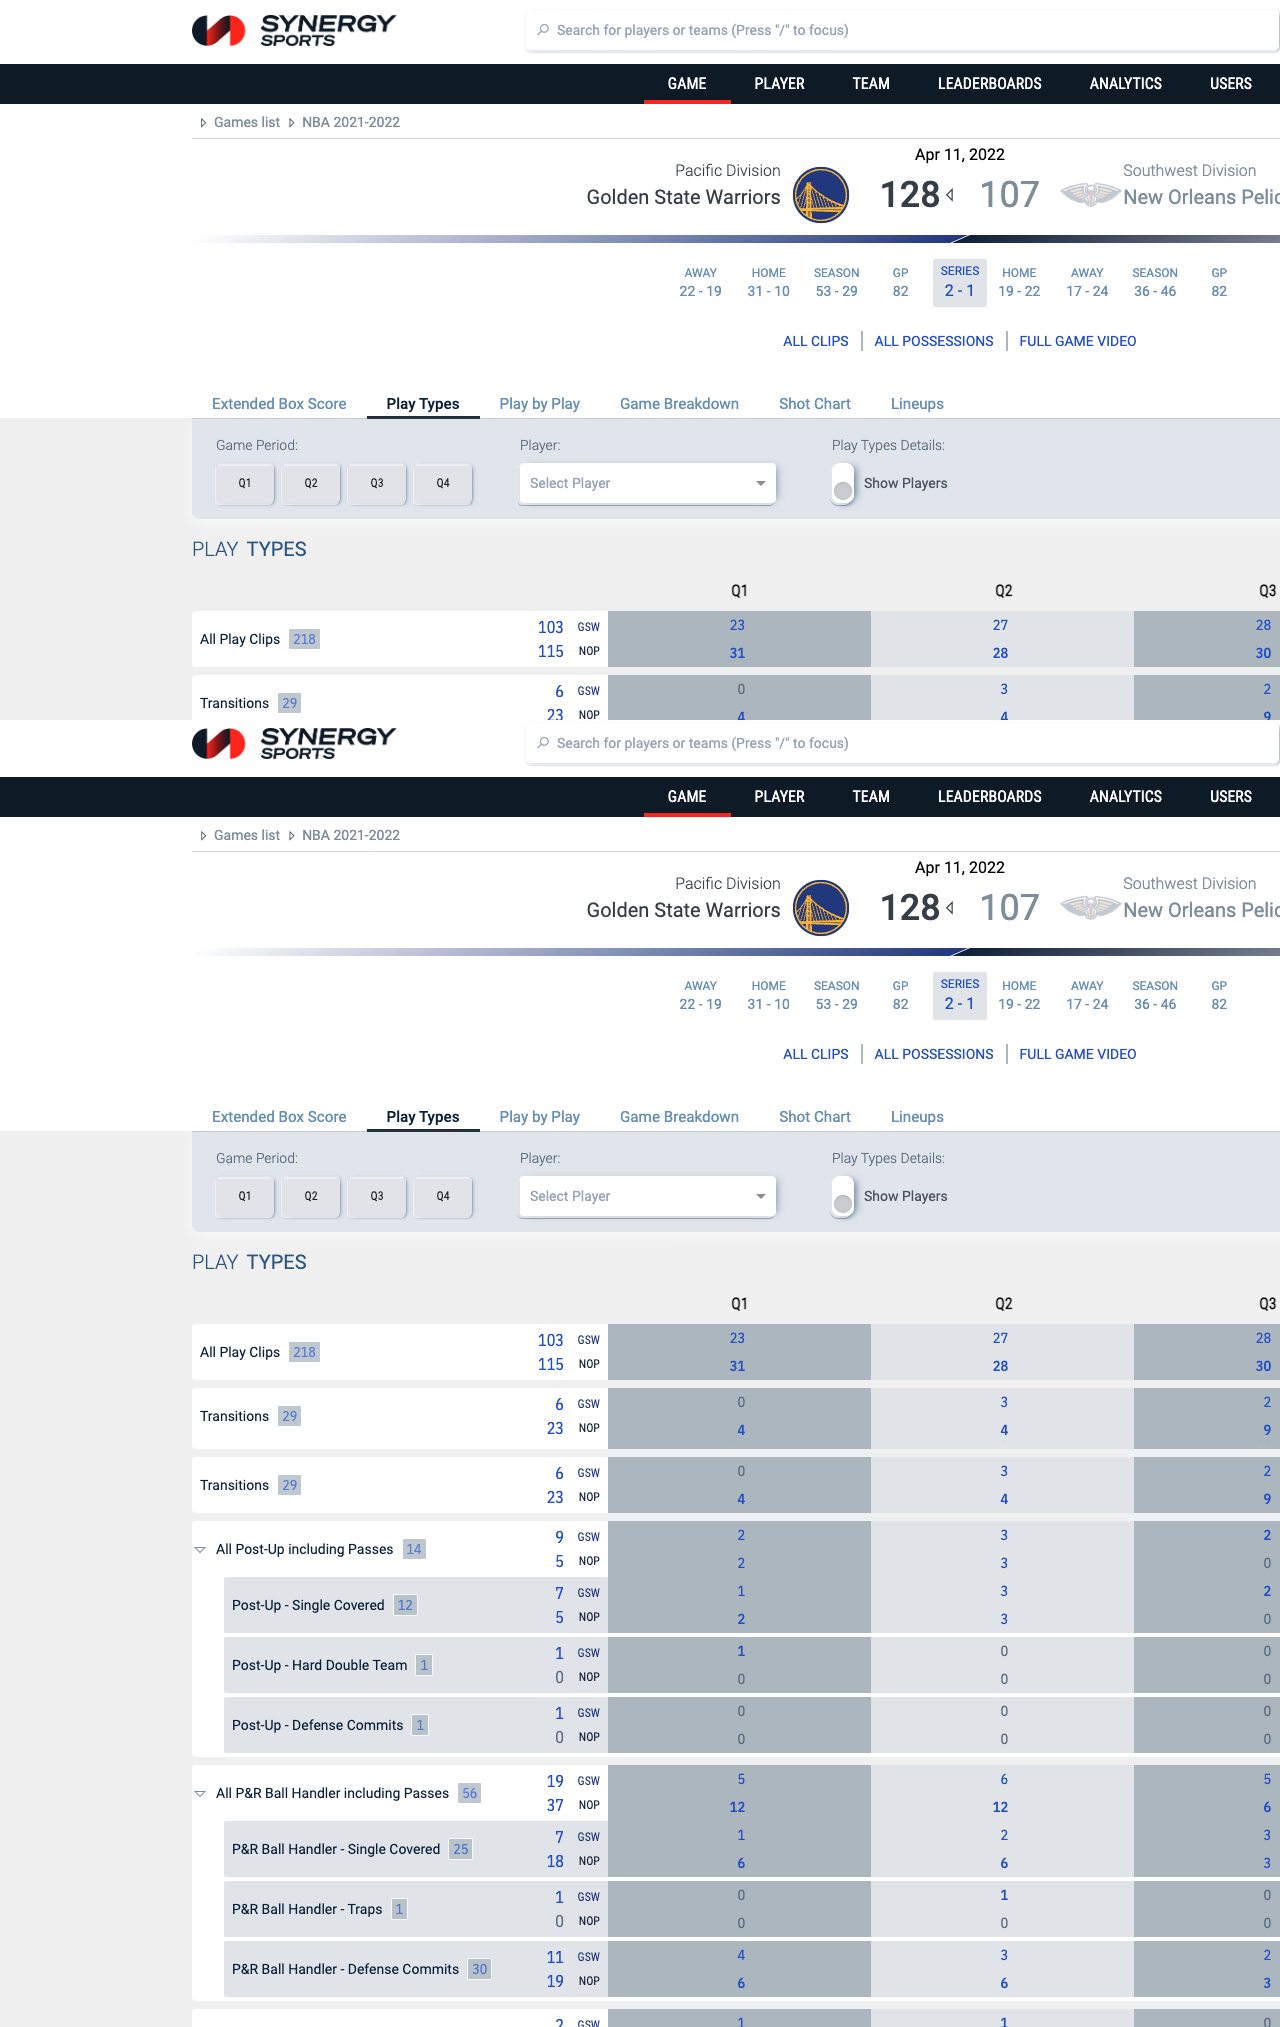 SYNERGY
SPORTS
Search for players or teams (Press "/" to focus)
GAME PLAYER TEAM LEADERBOARDS ANALYTICS USERS
Games list NBA 2021-2022
Apr 11, 2022
Pacific Division Southwest Division
Golden State Warriors 128 107 New Orleans Pelic
AWAY HOME SEASON GP SERIES HOME AWAY SEASON GP
22 - 19 31 - 10 53 - 29 82 2 - 1 19 - 22 17 - 24 36 - 46 82
ALL CLIPS ALL POSSESSIONS FULL GAME VIDEO
Extended Box Score Play Types Play by Play Game Breakdown Shot Chart Lineups
Game Period: Player: Play Types Details:
Q1 Q2 Q3 Q4 Select Player Show Players
PLAY TYPES
Q1 Q2 Q3
All Play Clips 218
103 GSW 23 27 28
115 NOP 31 28 30
Transitions 29
6 GSW 0 3 2
23 NOP 4 4 9
SYNERGY
SPORTS
Search for players or teams (Press "/" to focus)
GAME PLAYER TEAM LEADERBOARDS ANALYTICS USERS
Games list NBA 2021-2022
Apr 11, 2022
Pacific Division Southwest Division
Golden State Warriors 128 107 New Orleans Pelic
AWAY HOME SEASON GP SERIES HOME AWAY SEASON GP
22 - 19 31 - 10 53 - 29 82 2 - 1 19 - 22 17 - 24 36 - 46 82
ALL CLIPS ALL POSSESSIONS FULL GAME VIDEO
Extended Box Score Play Types Play by Play Game Breakdown Shot Chart Lineups
Game Period: Player: Play Types Details:
Q1 Q2 Q3 Q4 Select Player Show Players
PLAY TYPES
Q1 Q2 Q3
All Play Clips 218
103 GSW 23 27 28
115 NOP 31 28 30
Transitions 29
6 GSW 0 3 2
23 NOP 4 4 9
Transitions 29
6 GSW 0 3 2
23 NOP 4 4 9
All Post-Up including Passes 14
9 GSW 2 3 2
5 NOP 2 3 0
Post-Up - Single Covered 12
7 GSW 1 3 2
5 NOP 2 3 0
Post-Up - Hard Double Team 1
1 GSW 1 0 0
0 NOP 0 0 0
Post-Up - Defense Commits 1
1 GSW 0 0 0
0 NOP 0 0 0
All P&R Ball Handler including Passes 56
19 GSW 5 6 5
37 NOP 12 12 6
P&R Ball Handler - Single Covered 25
7 GSW 1 2 3
18 NOP 6 6 3
P&R Ball Handler - Traps 1
1 GSW 0 1 0
0 NOP 0 0 0
P&R Ball Handler - Defense Commits 30
11 GSW 4 3 2
19 NOP 6 6 3
2 GSW 1 1 0